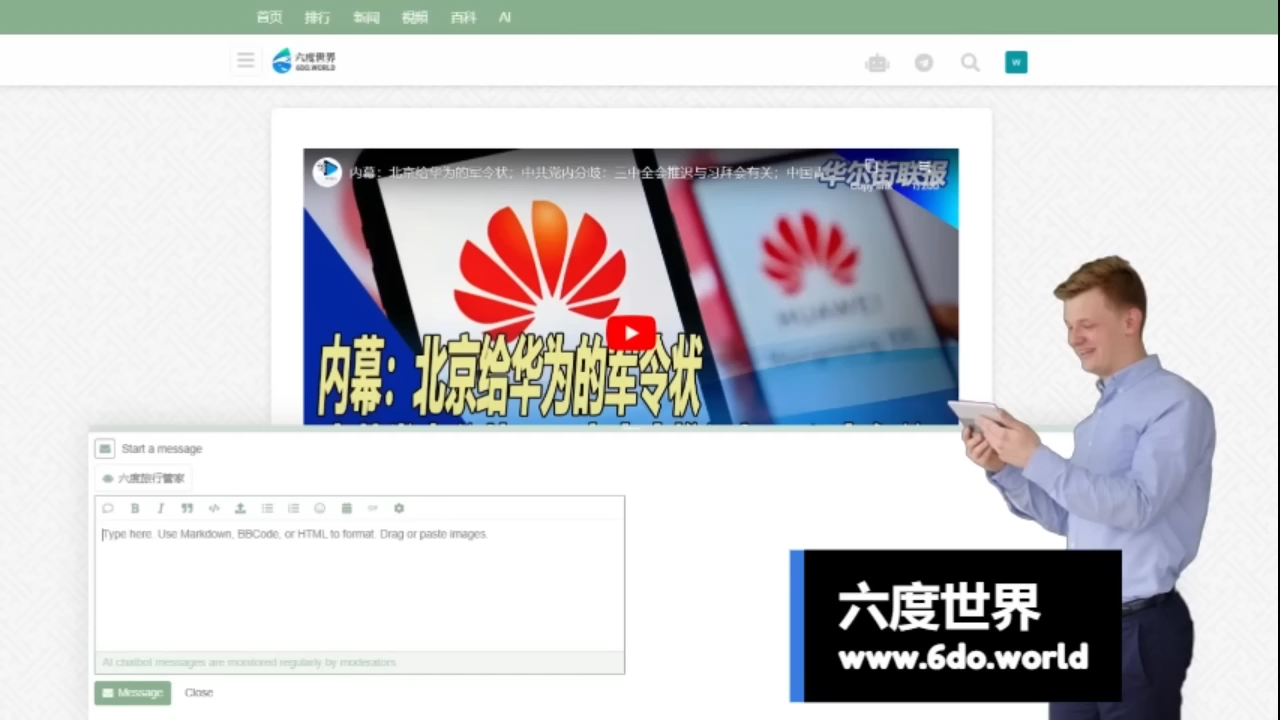 首页 排行 新闻 视频 百科 AI
六度世界
6DO.WORLD
W
内幕：北京给华为的军令状；中共党内分歧：三中全会推迟与习拜会有关；中国青
华尔街联报
HUAWEI
内幕：北京给华为的军令状
Start a message
六度旅行管家
Type here. Use Markdown, BBCode, or HTML to format. Drag or paste images.
AI chatbot messages are monitored regularly by moderators
Message Close
六度世界
www.6do.world